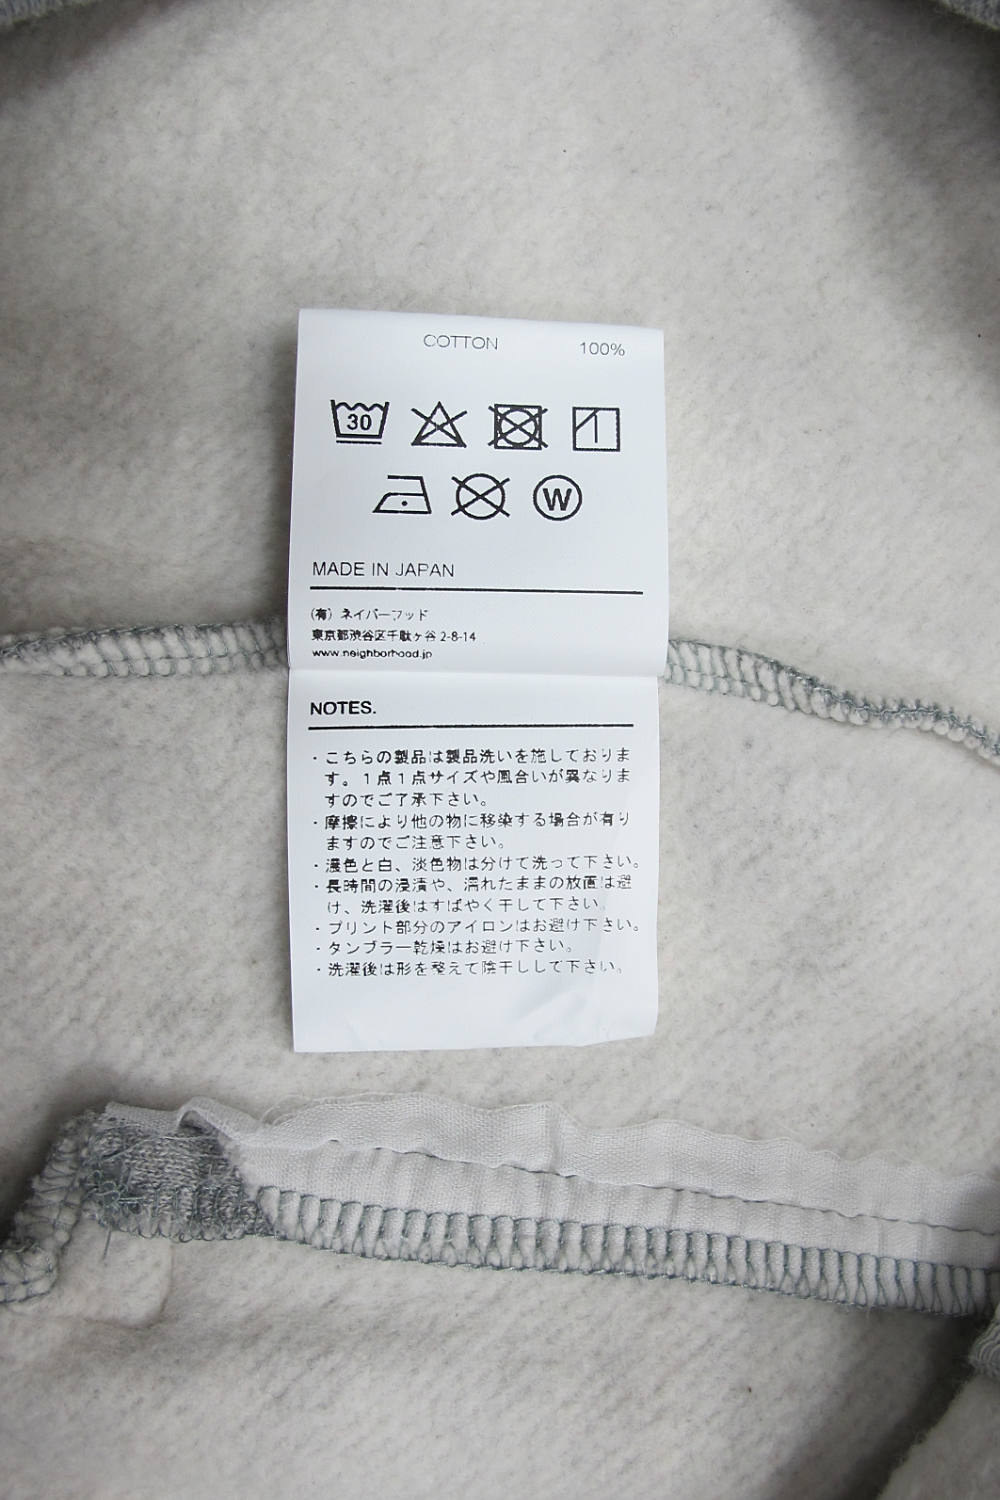 COTTON 100%
30
W
MADE IN JAPAN
(有) ネイバーフッド
東京都渋谷区千駄ヶ谷 2-8-14
www.neighborhood.jp
NOTES.
・こちらの製品は製品洗いを施しておりま
す。1点1点サイズや風合いが異なりま
すのでご了承下さい。
・摩擦により他の物に移染する場合が有り
ますのでご注意下さい。
・濃色と白、淡色物は分けて洗って下さい。
・長時間の浸漬や、濡れたままの放置は避
け、洗濯後はすばやく干して下さい。
・プリント部分のアイロンはお避け下さい。
・タンブラー乾燥はお避け下さい。
・洗濯後は形を整えて陰干しして下さい。